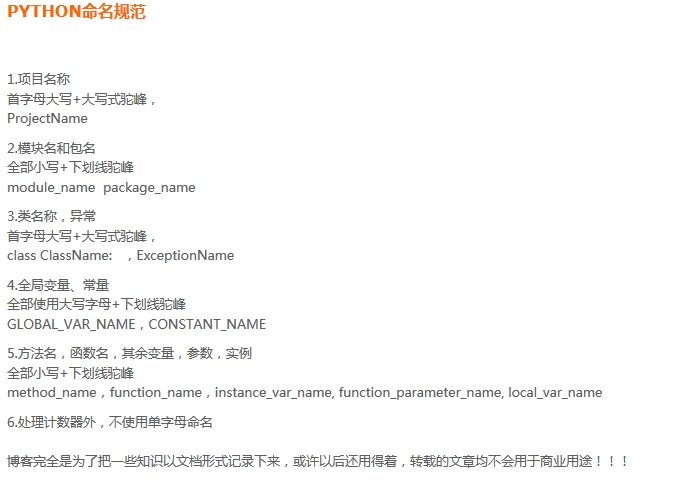 PYTHON命名规范
1.项目名称
首字母大写+大写式驼峰，
ProjectName
2.模块名和包名
全部小写+下划线驼峰
module_name  package_name
3.类名称，异常
首字母大写+大写式驼峰，
class ClassName:   ，ExceptionName
4.全局变量、常量
全部使用大写字母+下划线驼峰
GLOBAL_VAR_NAME，CONSTANT_NAME
5.方法名，函数名，其余变量，参数，实例
全部小写+下划线驼峰
method_name，function_name，instance_var_name, function_parameter_name, local_var_name
6.处理计数器外，不使用单字母命名
博客完全是为了把一些知识以文档形式记录下来，或许以后还用得着，转载的文章均不会用于商业用途！！！